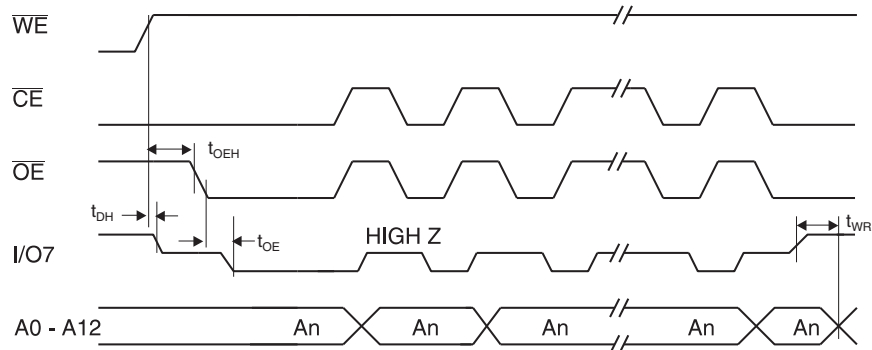 WE
CE
tOEH
OE
tDH
tOE
HIGH Z
tWR
I/O7
A0 - A12 An An An An An